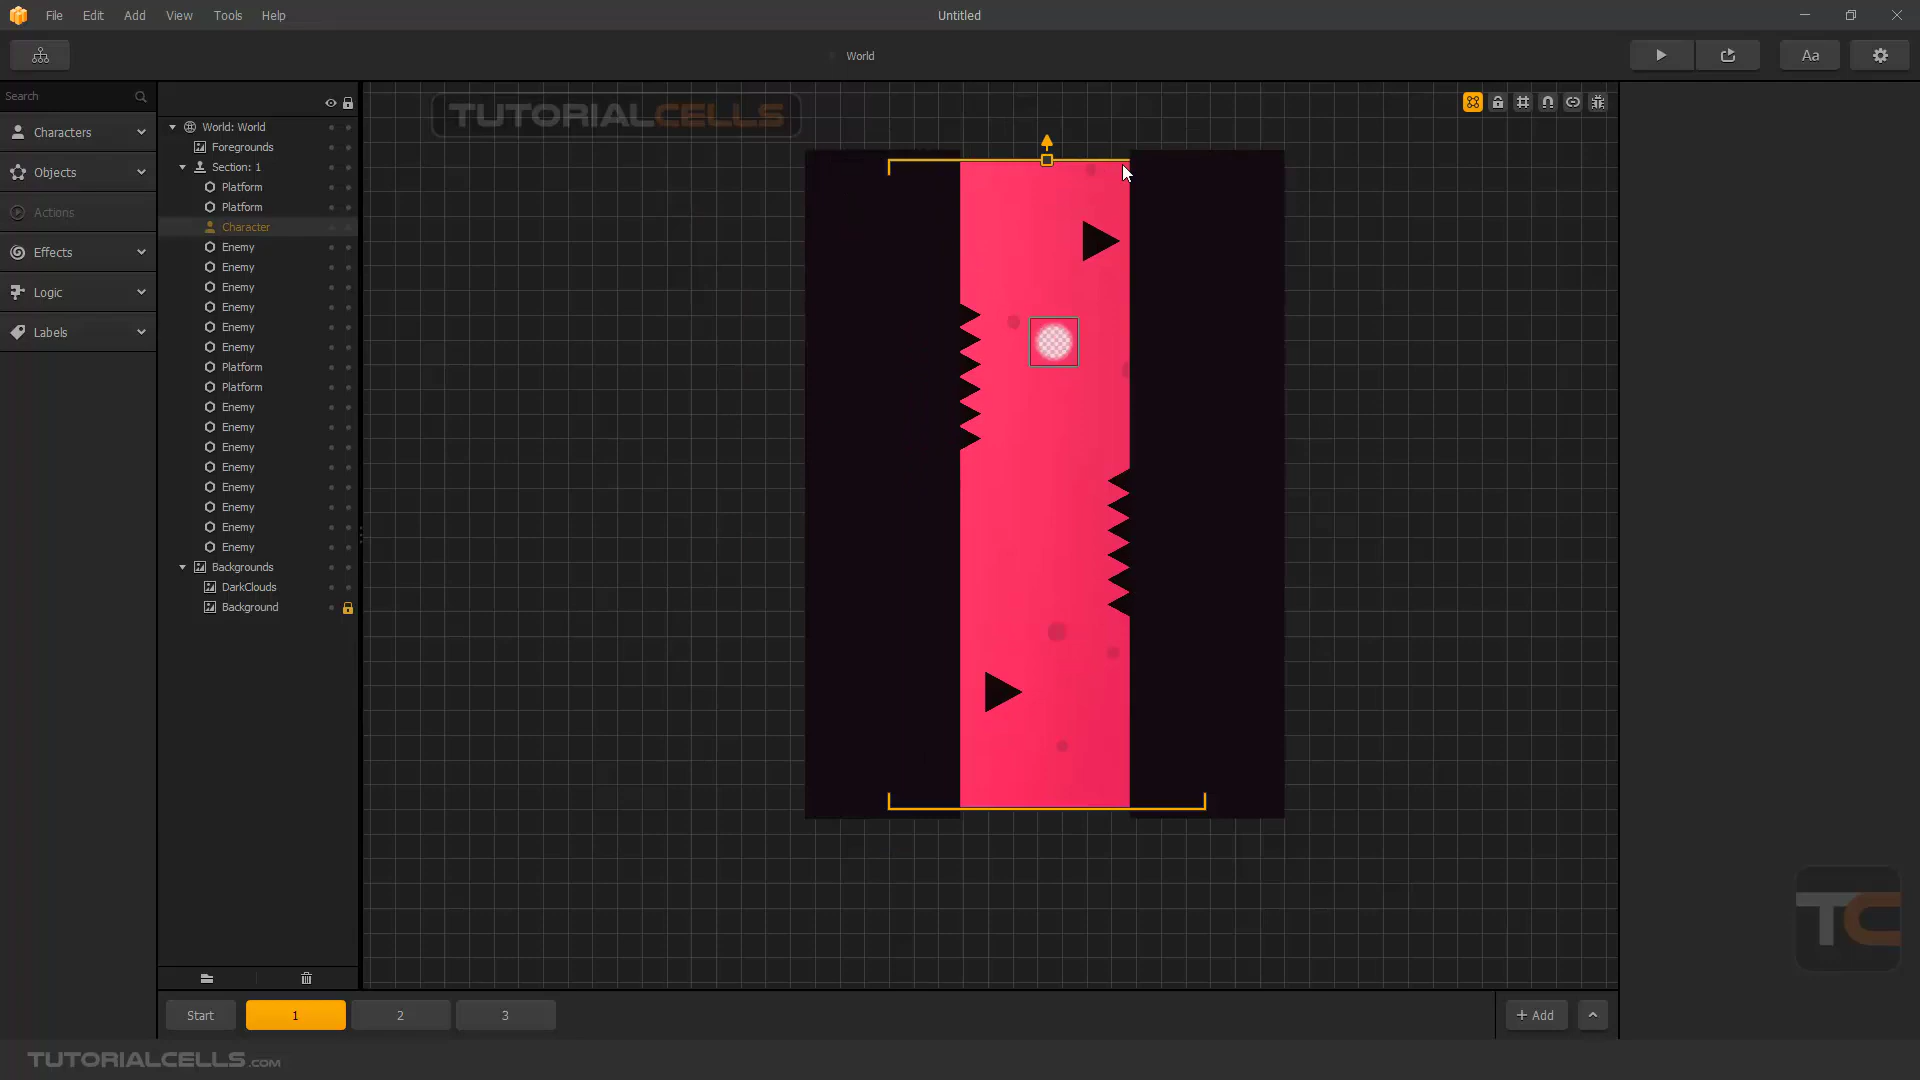 File Edit View Add Tools Help
Untitled
World
Aa
Search
Characters
Objects
Actions
Effects
Logic
Labels
World: World
Foregrounds
Section: 1
Platform
Platform
Character
Enemy
Enemy
Enemy
Enemy
Enemy
Enemy
Platform
Platform
Enemy
Enemy
Enemy
Enemy
Enemy
Enemy
Enemy
Enemy
Backgrounds
DarkClouds
Background
TUTORIALCELLS
TC
Start 1 2 3
+ Add
TUTORIALCELLS.COM